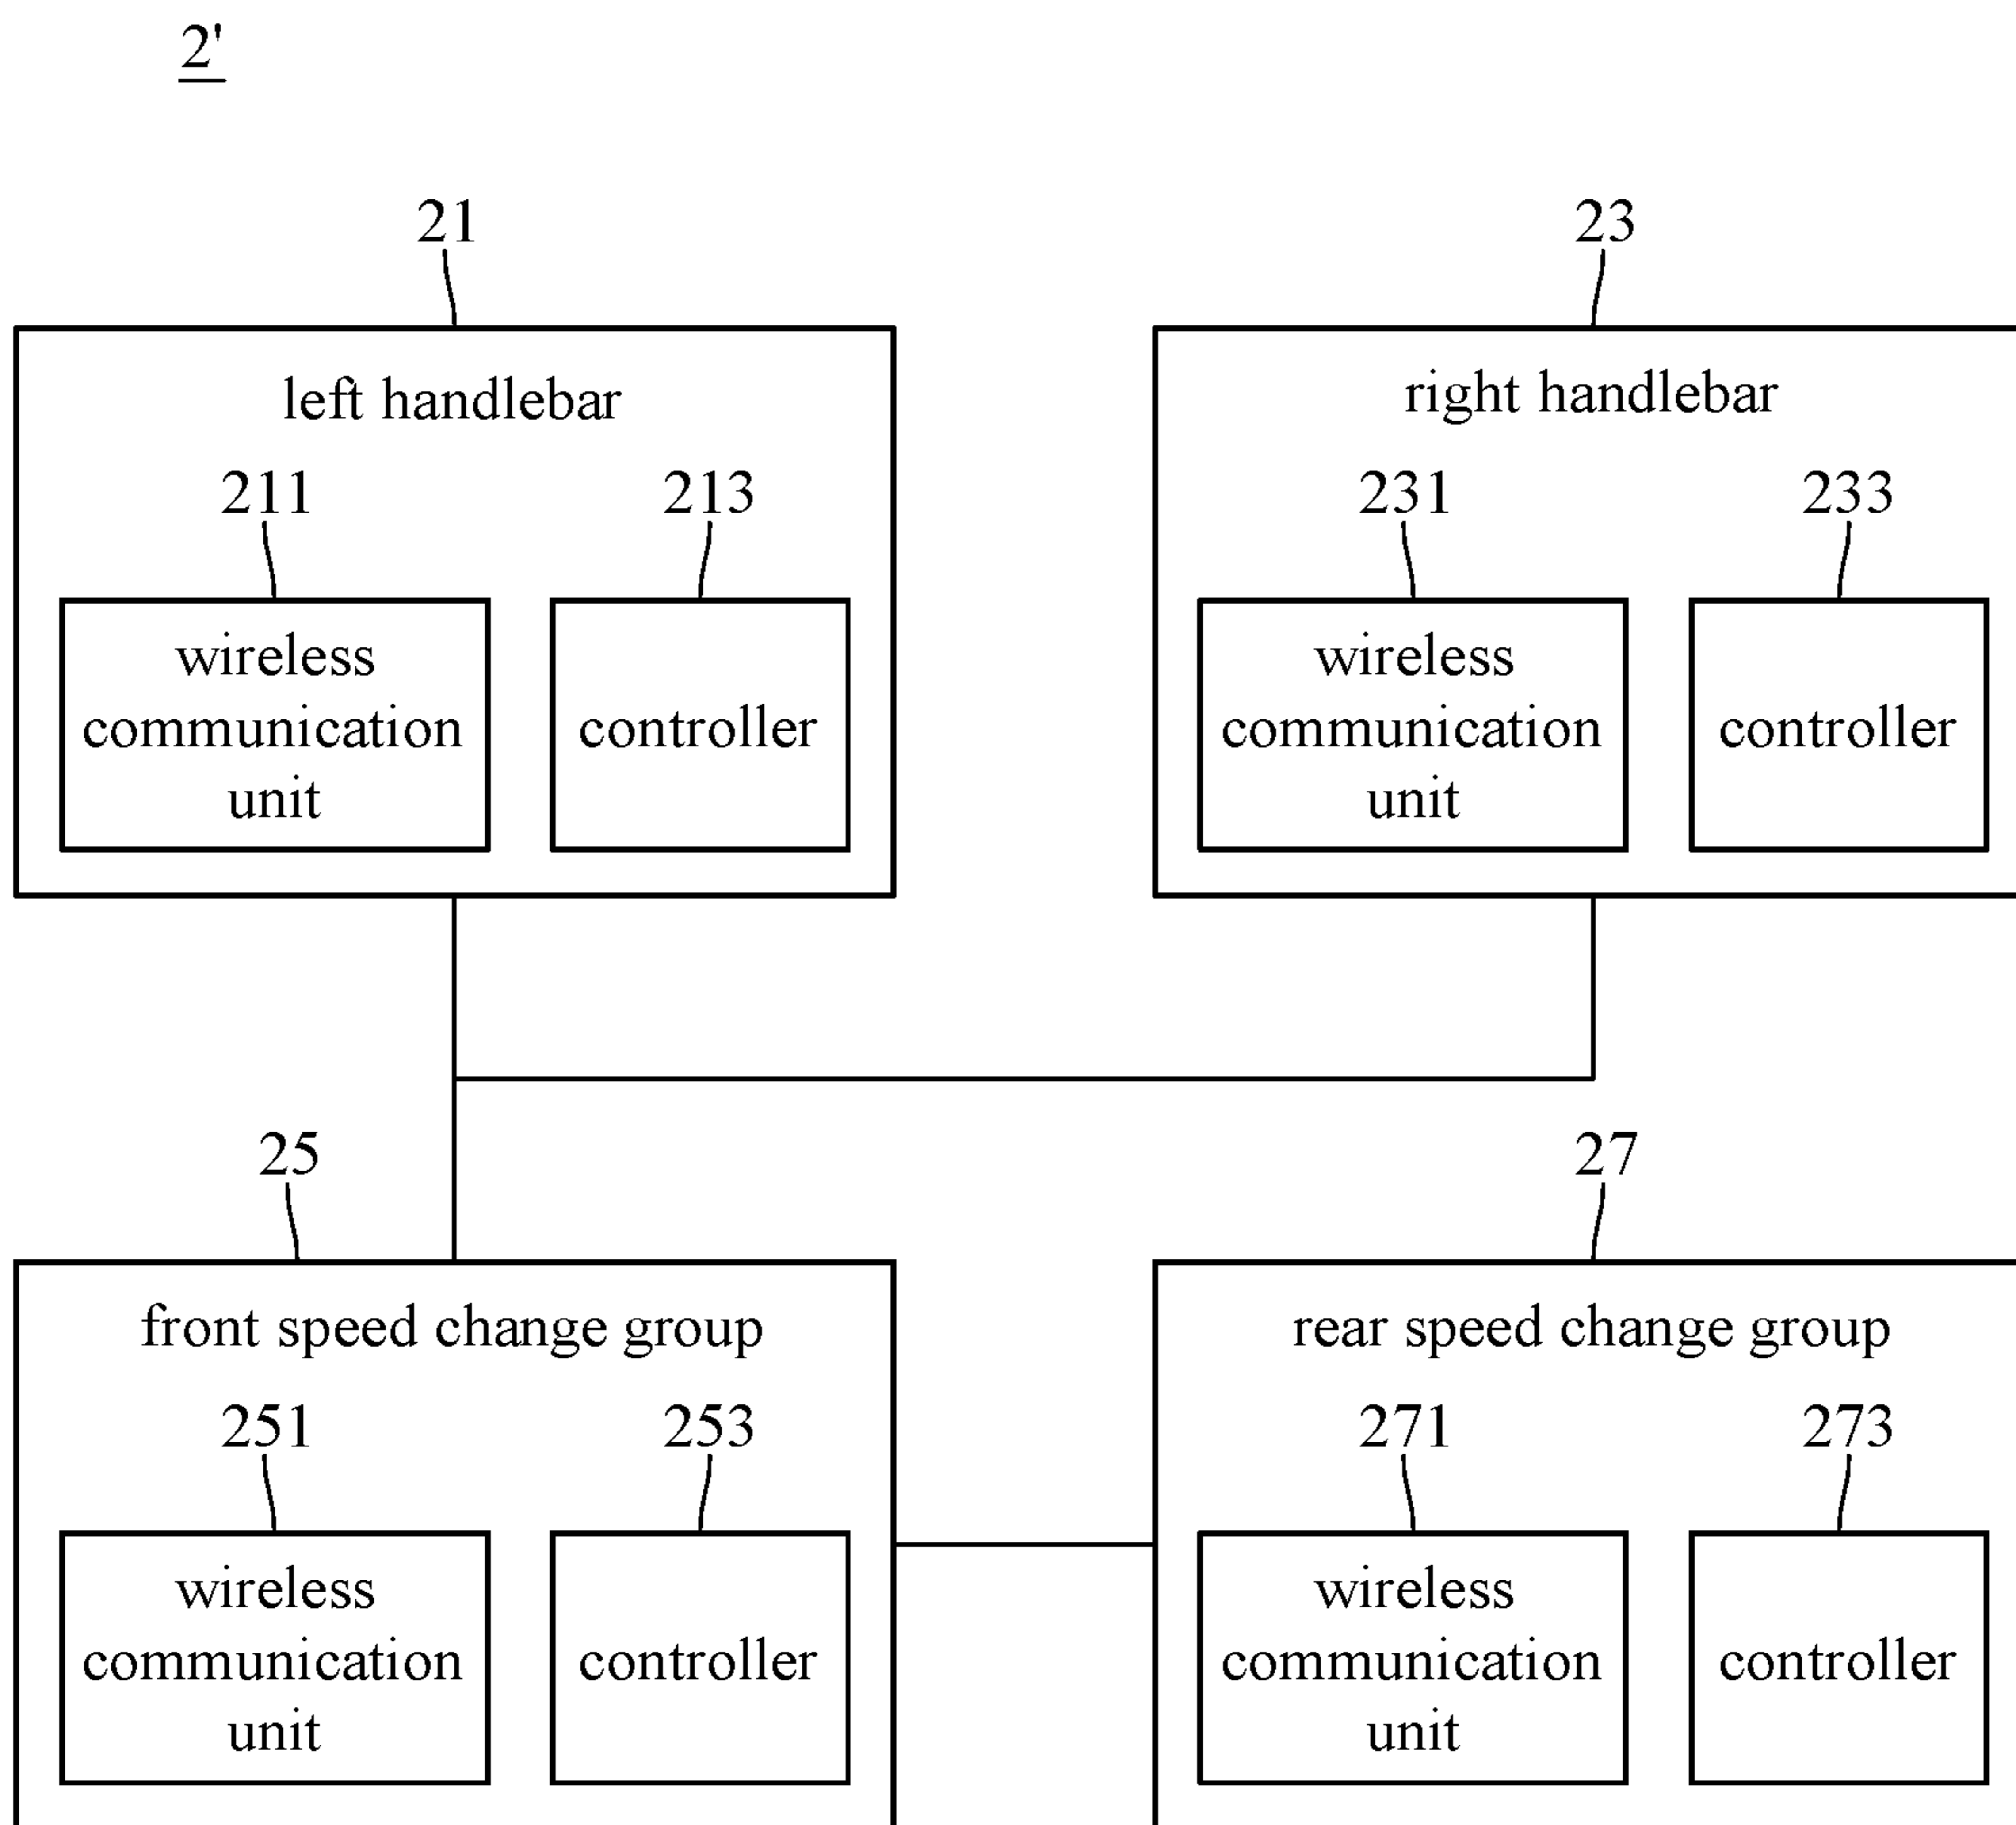 2'
21
23
left handlebar
right handlebar
211
213
231
233
wireless
communication
unit
controller
wireless
communication
unit
controller
25
27
front speed change group
rear speed change group
251
253
271
273
wireless
communication
unit
controller
wireless
communication
unit
controller